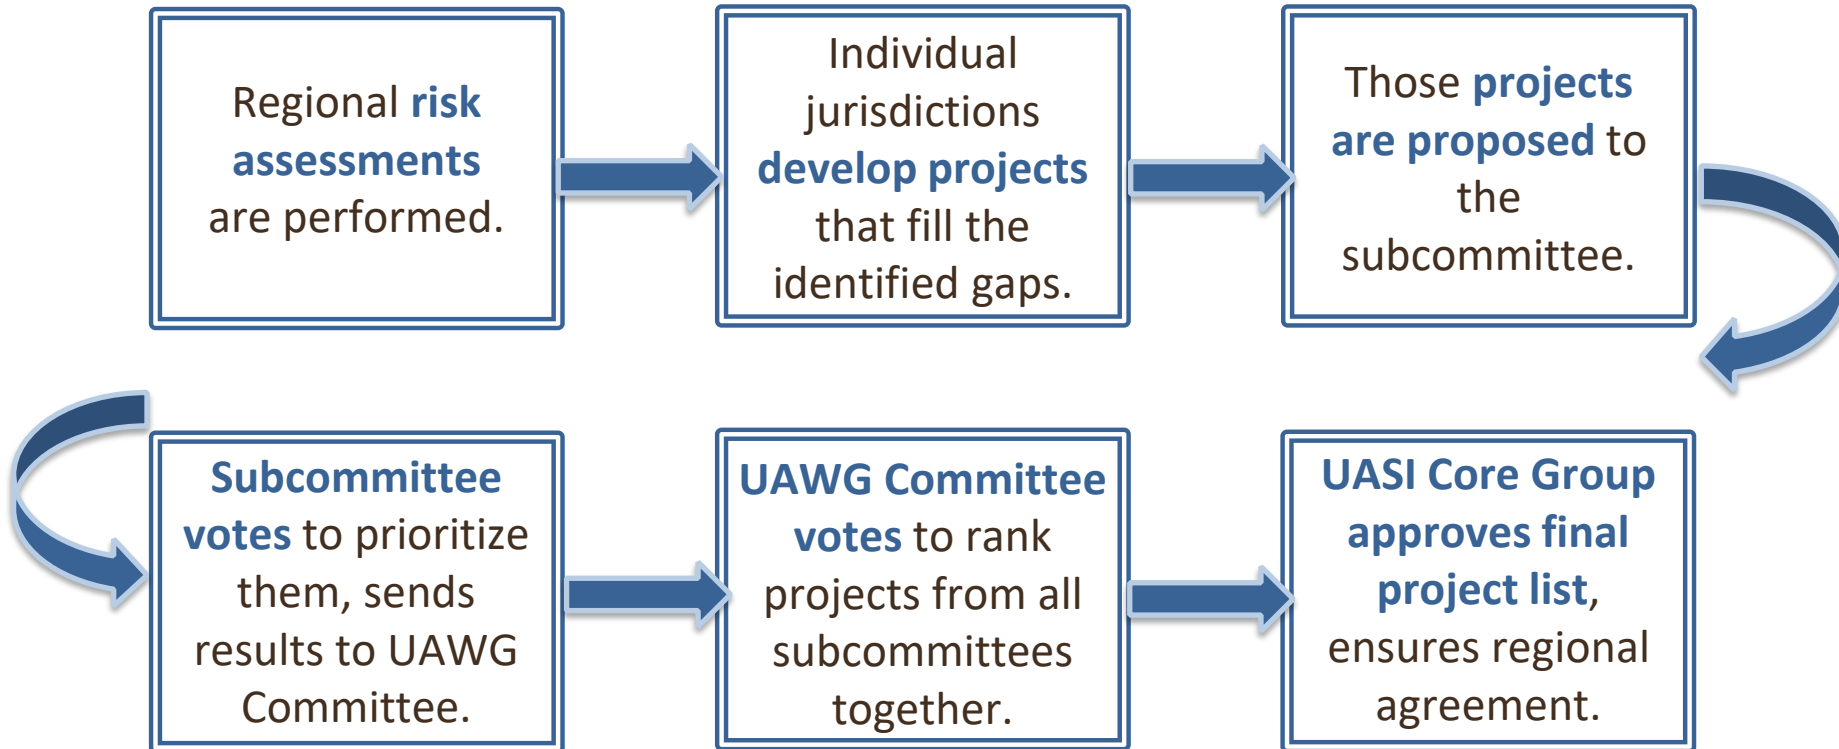 Regional risk
assessments
are performed.
Individual
jurisdictions
develop projects
that fill the
identified gaps.
Those projects
are proposed to
the
subcommittee.
Subcommittee
votes to prioritize
them, sends
results to UAWG
Committee.
UAWG Committee
votes to rank
projects from all
subcommittees
together.
UASI Core Group
approves final
project list,
ensures regional
agreement.